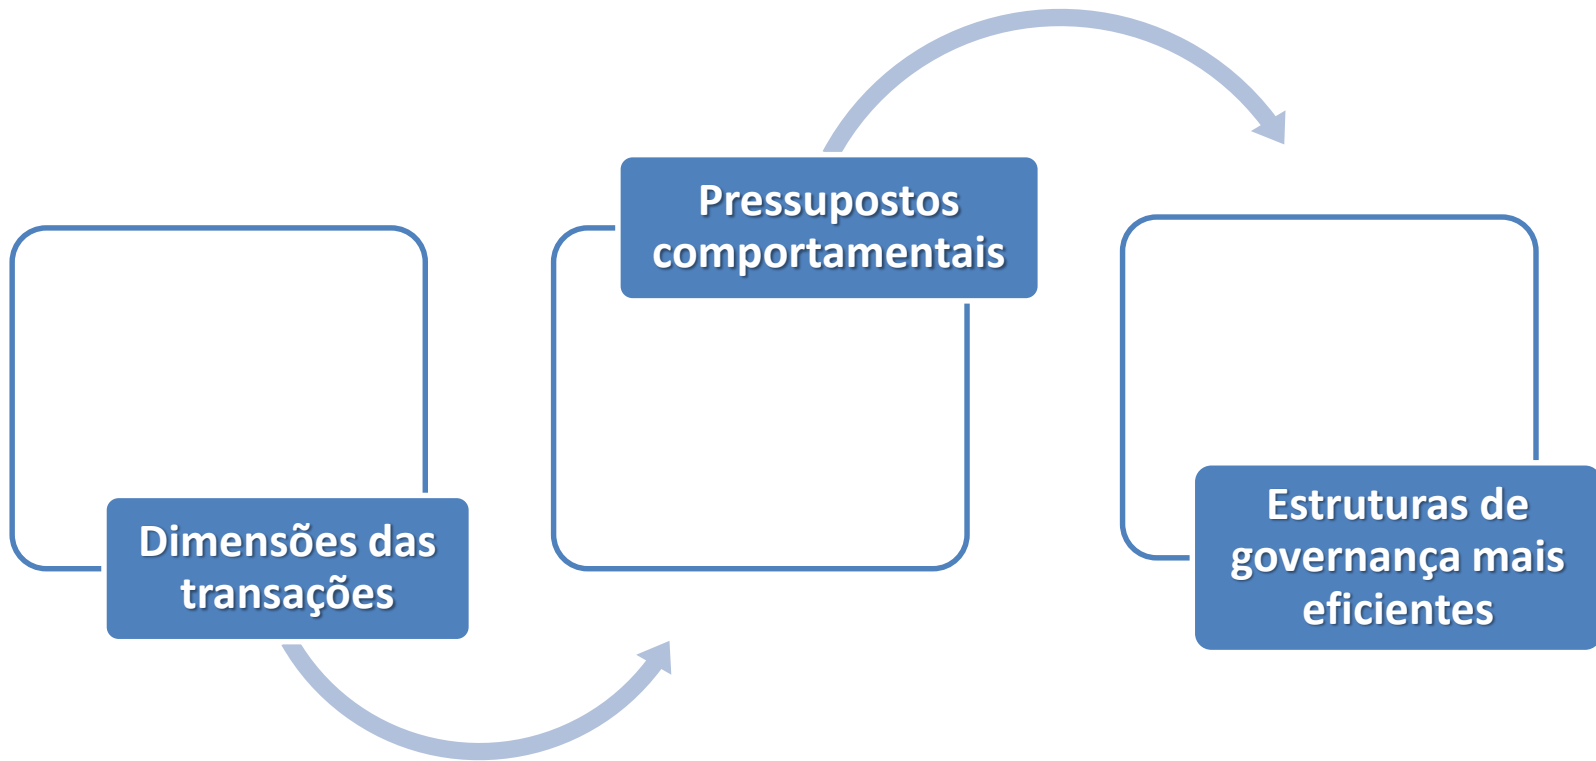 Dimensões das
transações
Pressupostos
comportamentais
Estruturas de
governança mais
eficientes